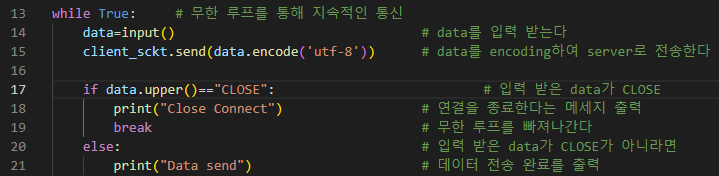 13 while True:    # 무한 루프를 통해 지속적인 통신
14     data=input()    # data를 입력 받는다
15     client_sckt.send(data.encode('utf-8'))    # data를 encoding하여 server로 전송한다
16
17     if data.upper()=="CLOSE":    # 입력 받은 data가 CLOSE
18         print("Close Connect")    # 연결을 종료한다는 메세지 출력
19         break    # 무한 루프를 빠져나간다
20     else:    # 입력 받은 data가 CLOSE가 아니라면
21         print("Data send")    # 데이터 전송 완료를 출력